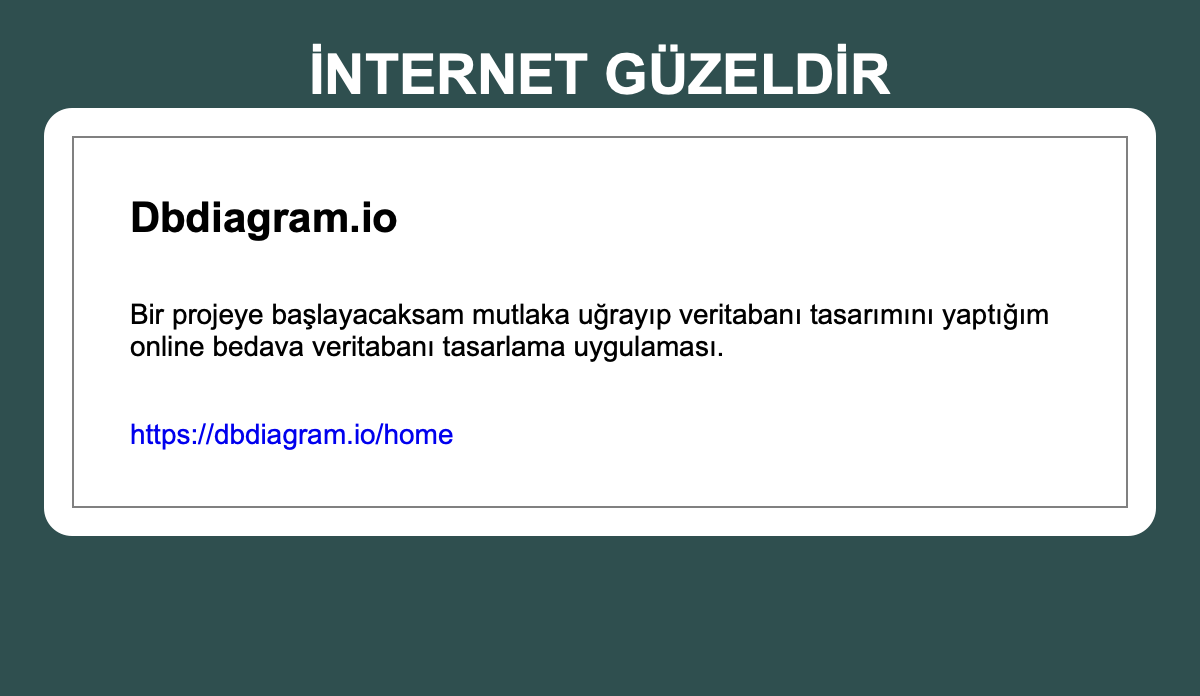 İNTERNET GÜZELDİR
Dbdiagram.io
Bir projeye başlayacaksam mutlaka uğrayıp veritabanı tasarımını yaptığım
online bedava veritabanı tasarlama uygulaması.
https://dbdiagram.io/home